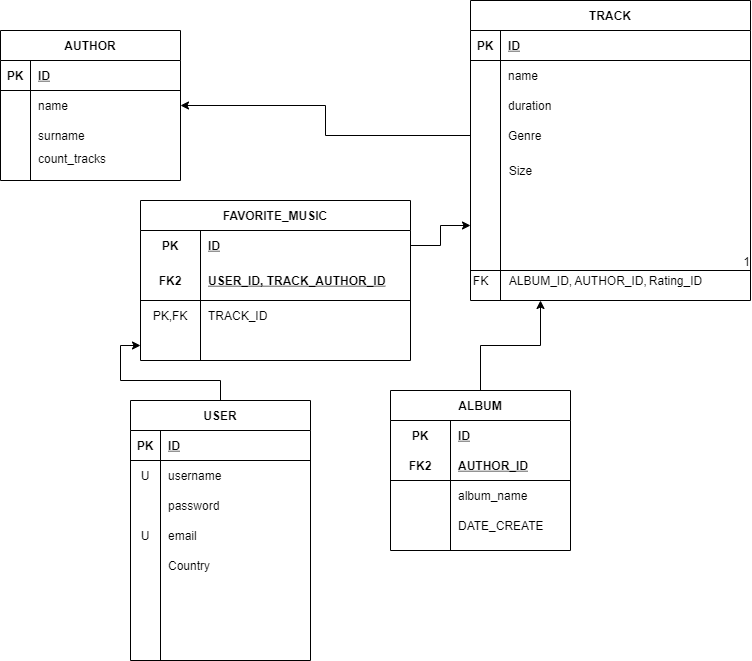 TRACK
PK ID
name
duration
Genre
Size
1
FK ALBUM_ID, AUTHOR_ID, Rating_ID
AUTHOR
PK ID
name
surname
count_tracks
FAVORITE_MUSIC
PK ID
FK2 USER_ID, TRACK_AUTHOR_ID
PK,FK TRACK_ID
USER
PK ID
U username
password
U email
Country
ALBUM
PK ID
FK2 AUTHOR_ID
album_name
DATE_CREATE